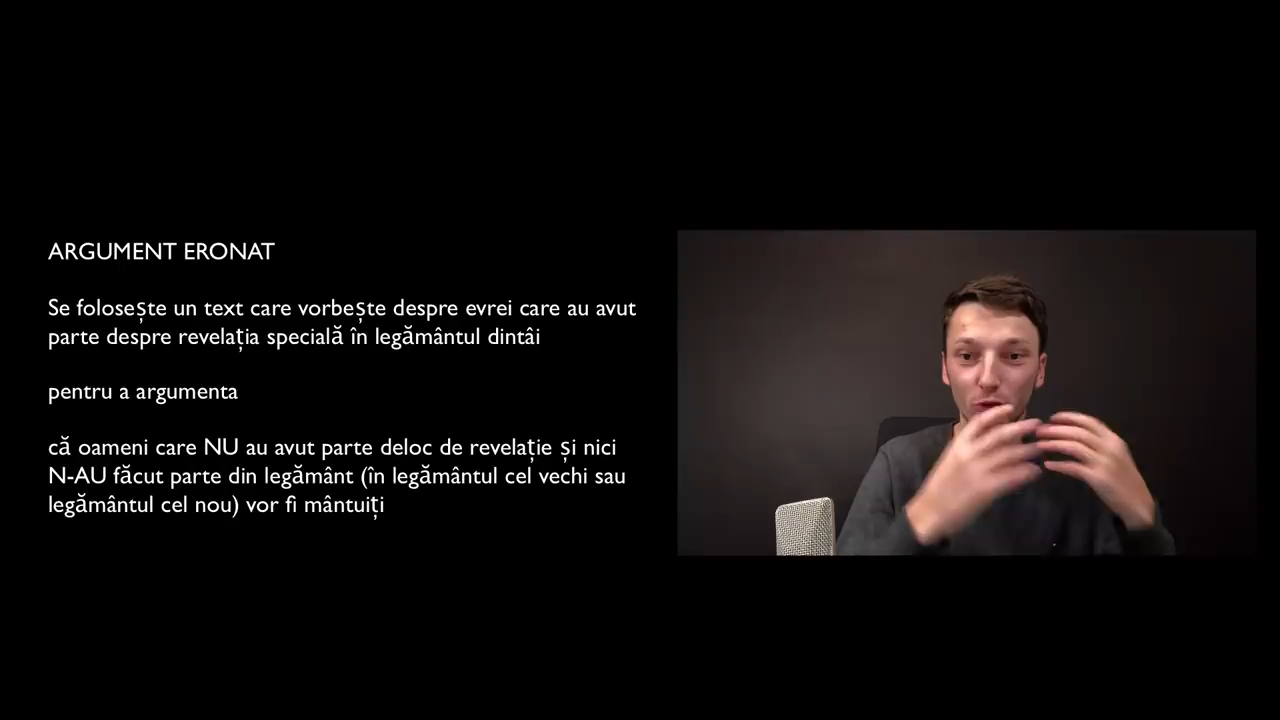 ARGUMENT ERONAT
Se folosește un text care vorbește despre evrei care au avut
parte despre revelația specială în legământul dintâi
pentru a argumenta
că oameni care NU au avut parte deloc de revelație și nici
N-AU făcut parte din legământ (în legământul cel vechi sau
legământul cel nou) vor fi mântuiți